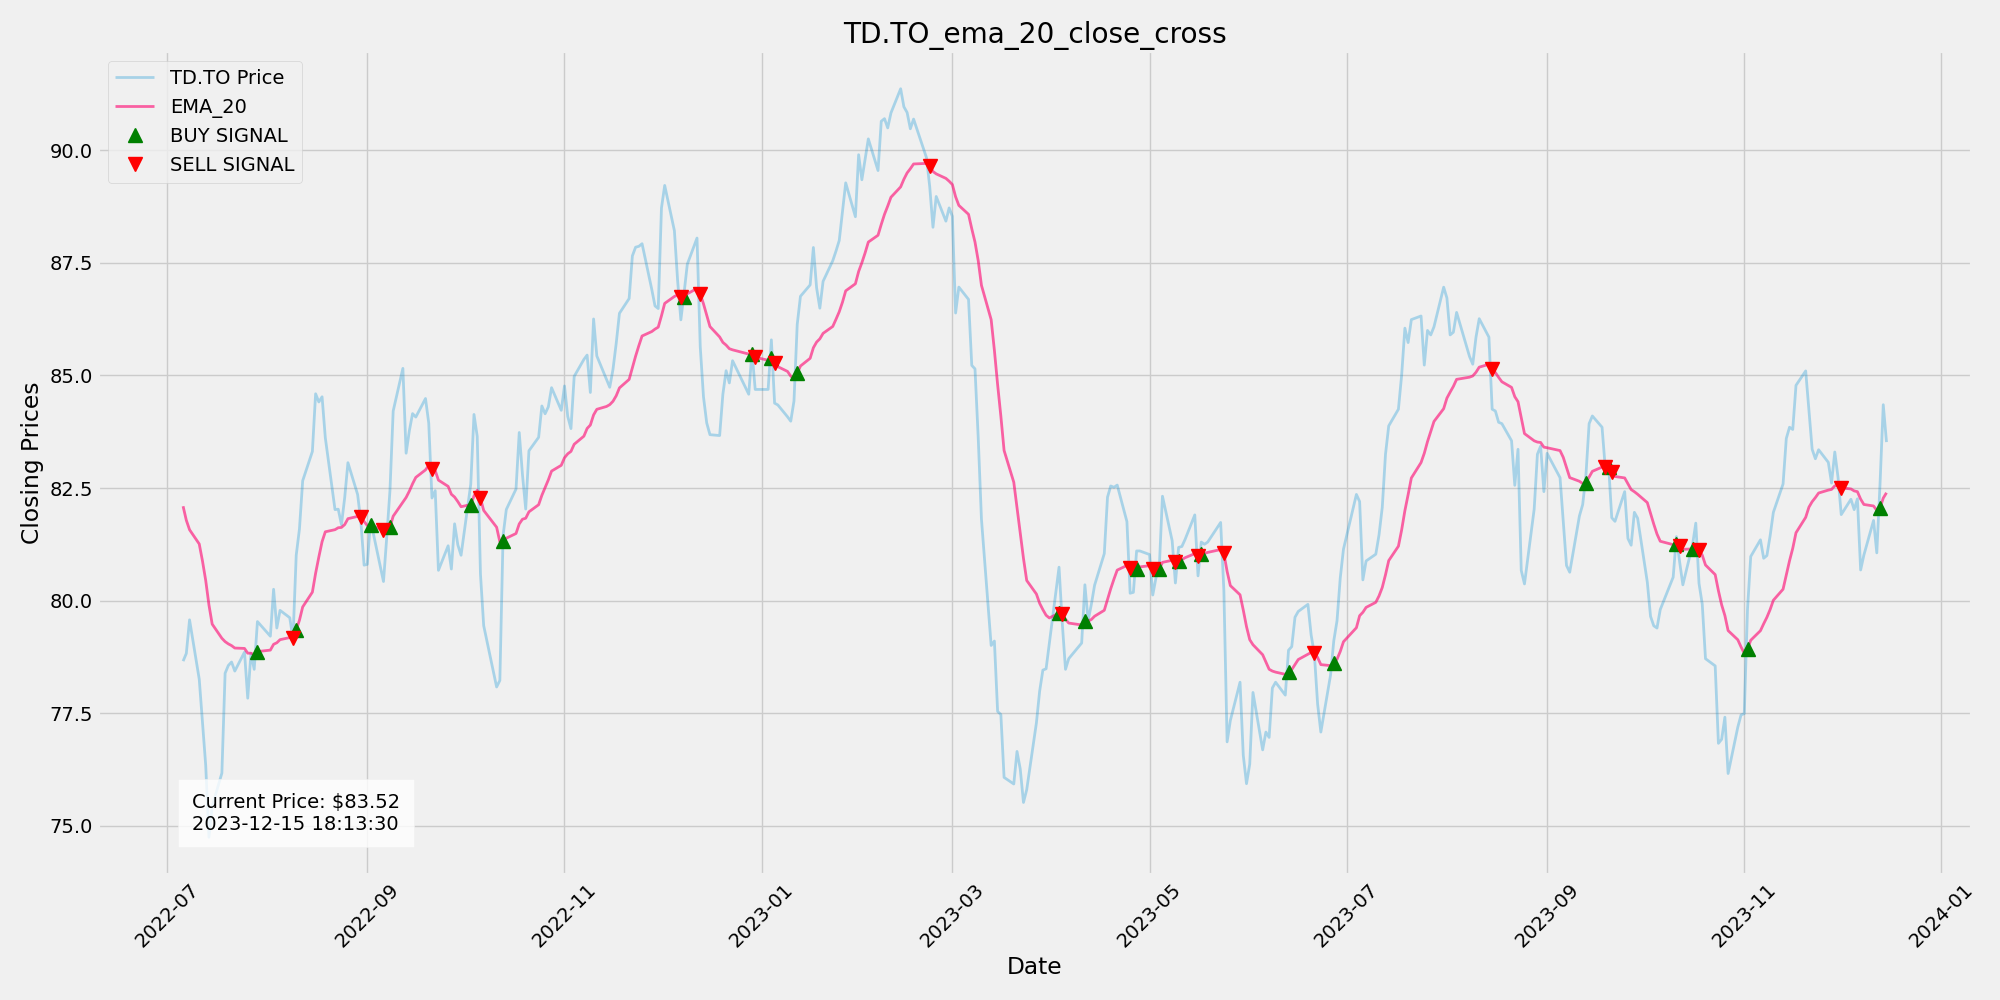 TD.TO_ema_20_close_cross
TD.TO Price
EMA_20
BUY SIGNAL
SELL SIGNAL
Closing Prices
90.0
87.5
85.0
82.5
80.0
77.5
75.0
Current Price: $83.52
2023-12-15 18:13:30
2022-07
2022-09
2022-11
2023-01
2023-03
2023-05
2023-07
2023-09
2023-11
2024-01
Date